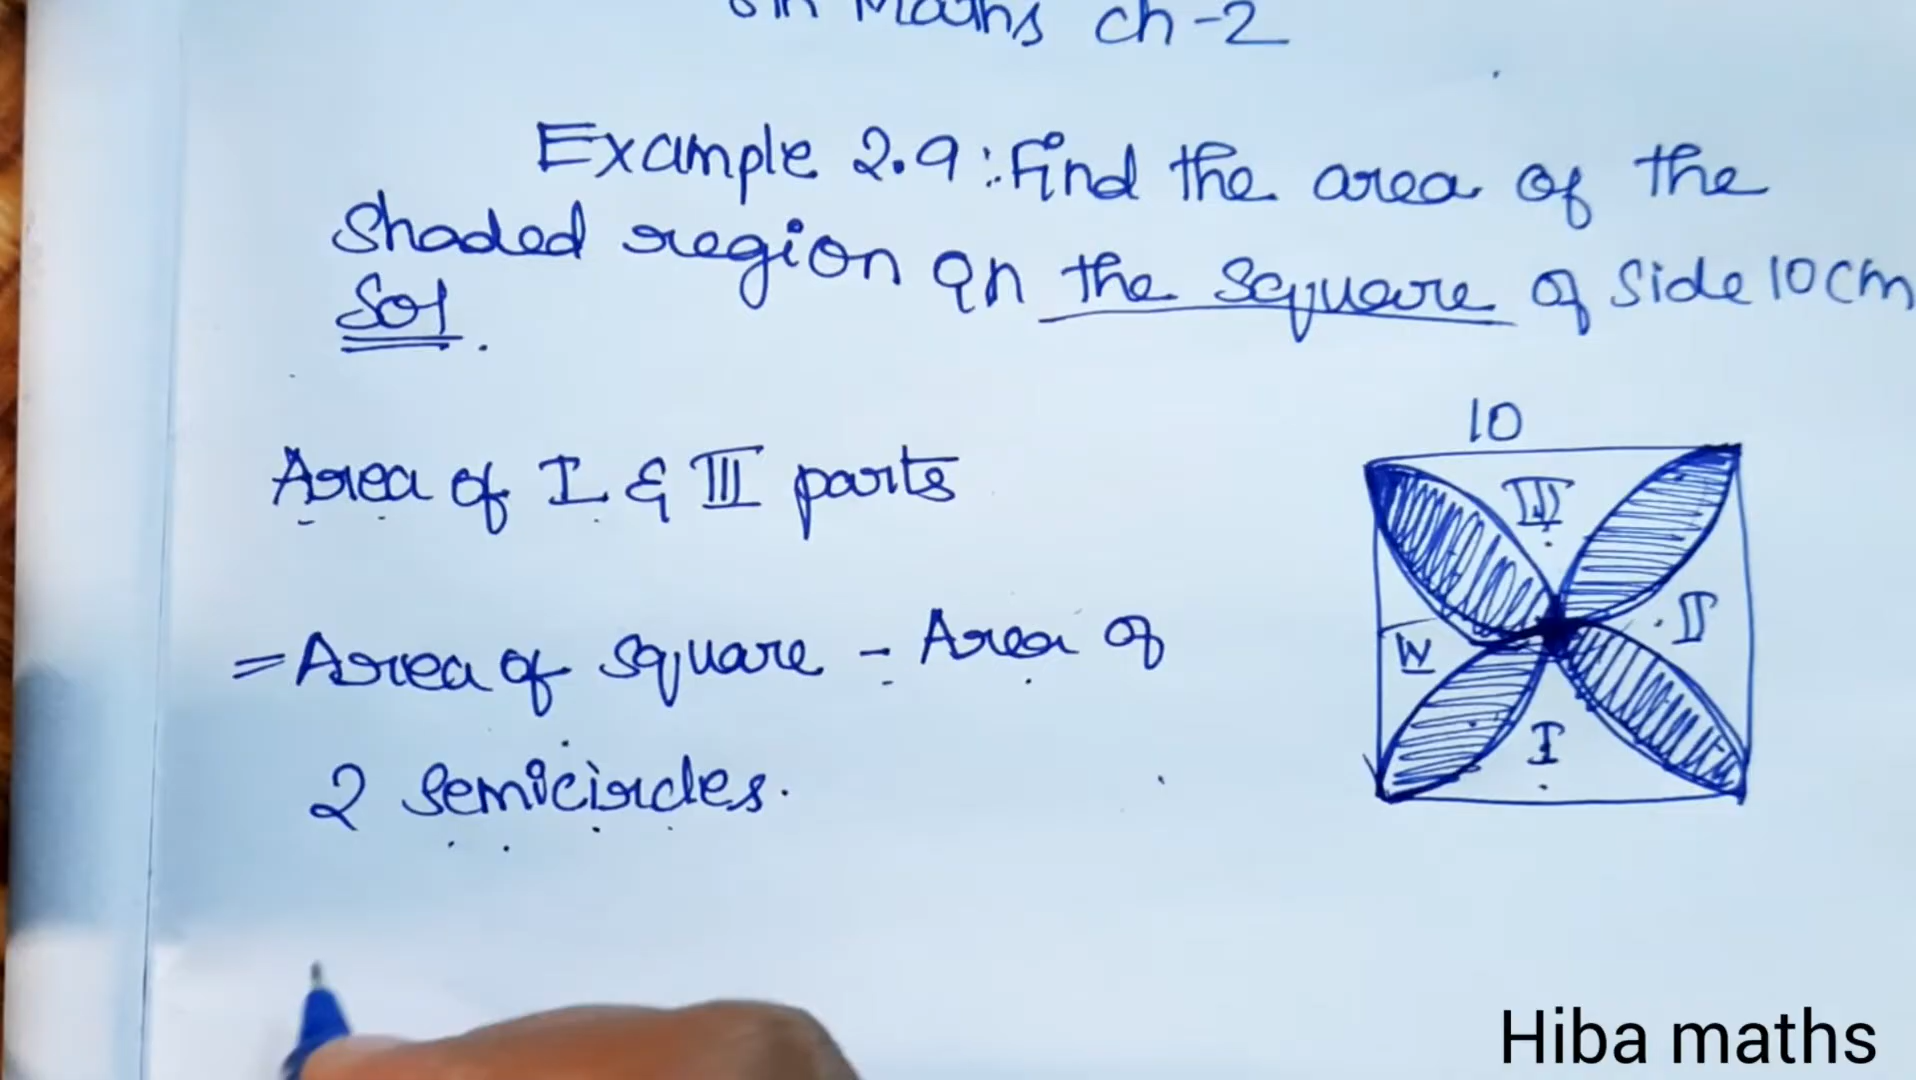 Maths ch-2
Example 2.9: Find the area of the
shaded region in the square of side 10cm
Sol.
10
Area of I & III parts
III
II
= Area of square - Area of
IV
I
2 semicircles.
Hiba maths